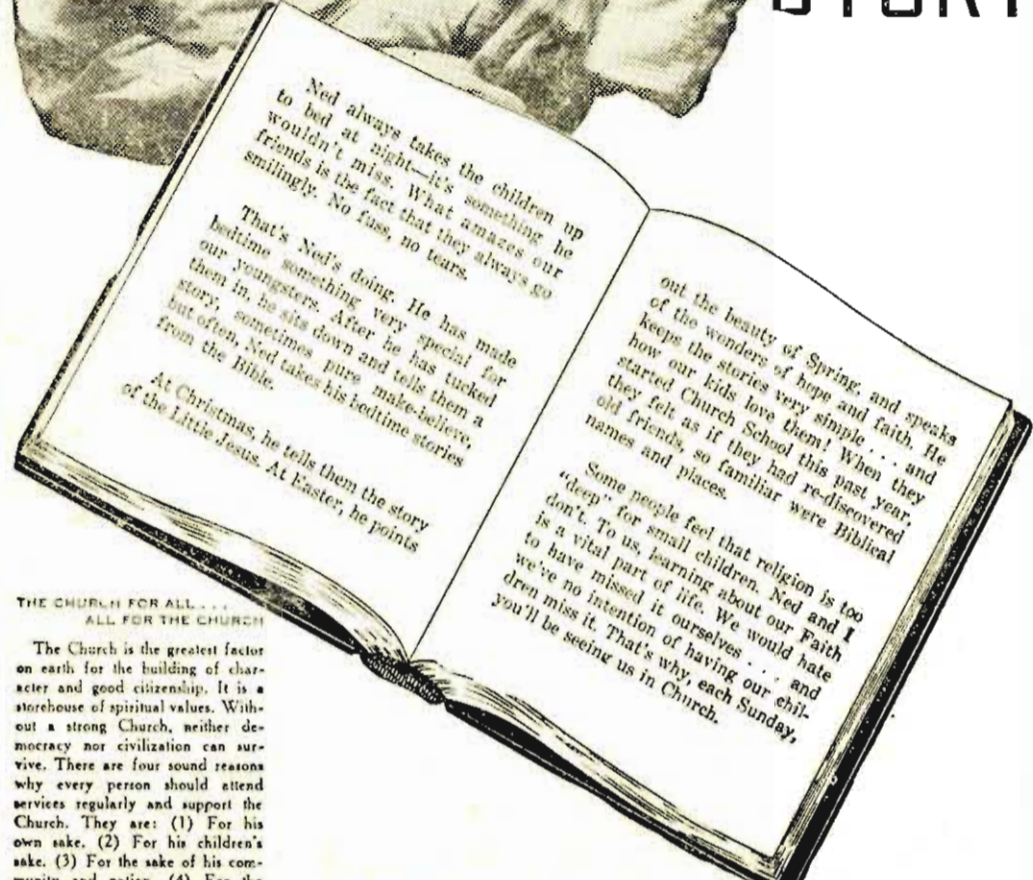 STORY
Ned always takes the children up
to bed at night—it's something he
wouldn't miss. What amazes our
friends is the fact that they always go
smilingly. No fuss, no tears.
That's Ned's doing. He has made
bedtime something very special for
our youngsters. After he has tucked
them in, he sits down and tells them a
story, sometimes pure make-believe,
but often, Ned takes his bedtime stories
from the Bible.
At Christmas, he tells them the story
of the Little Jesus. At Easter, he points
out the beauty of Spring, and speaks
of the wonders of hope and faith. He
keeps the stories very simple . . . and
how our kids love them! When they
started Church School this past year,
they felt as if they had re-discovered
old friends, so familiar were Biblical
names and places.
Some people feel that religion is too
“deep” for small children. Ned and I
don't. To us, learning about our Faith
is a vital part of life. We would hate
to have missed it ourselves . . . and
we've no intention of having our chil-
dren miss it. That's why, each Sunday,
you'll be seeing us in Church.
THE CHURCH FOR ALL . . .
ALL FOR THE CHURCH
The Church is the greatest factor
on earth for the building of char-
acter and good citizenship. It is a
storehouse of spiritual values. With-
out a strong Church, neither de-
mocracy nor civilization can sur-
vive. There are four sound reasons
why every person should attend
services regularly and support the
Church. They are: (1) For his
own sake. (2) For his children's
sake. (3) For the sake of his com-
munity and nation. (4) For the